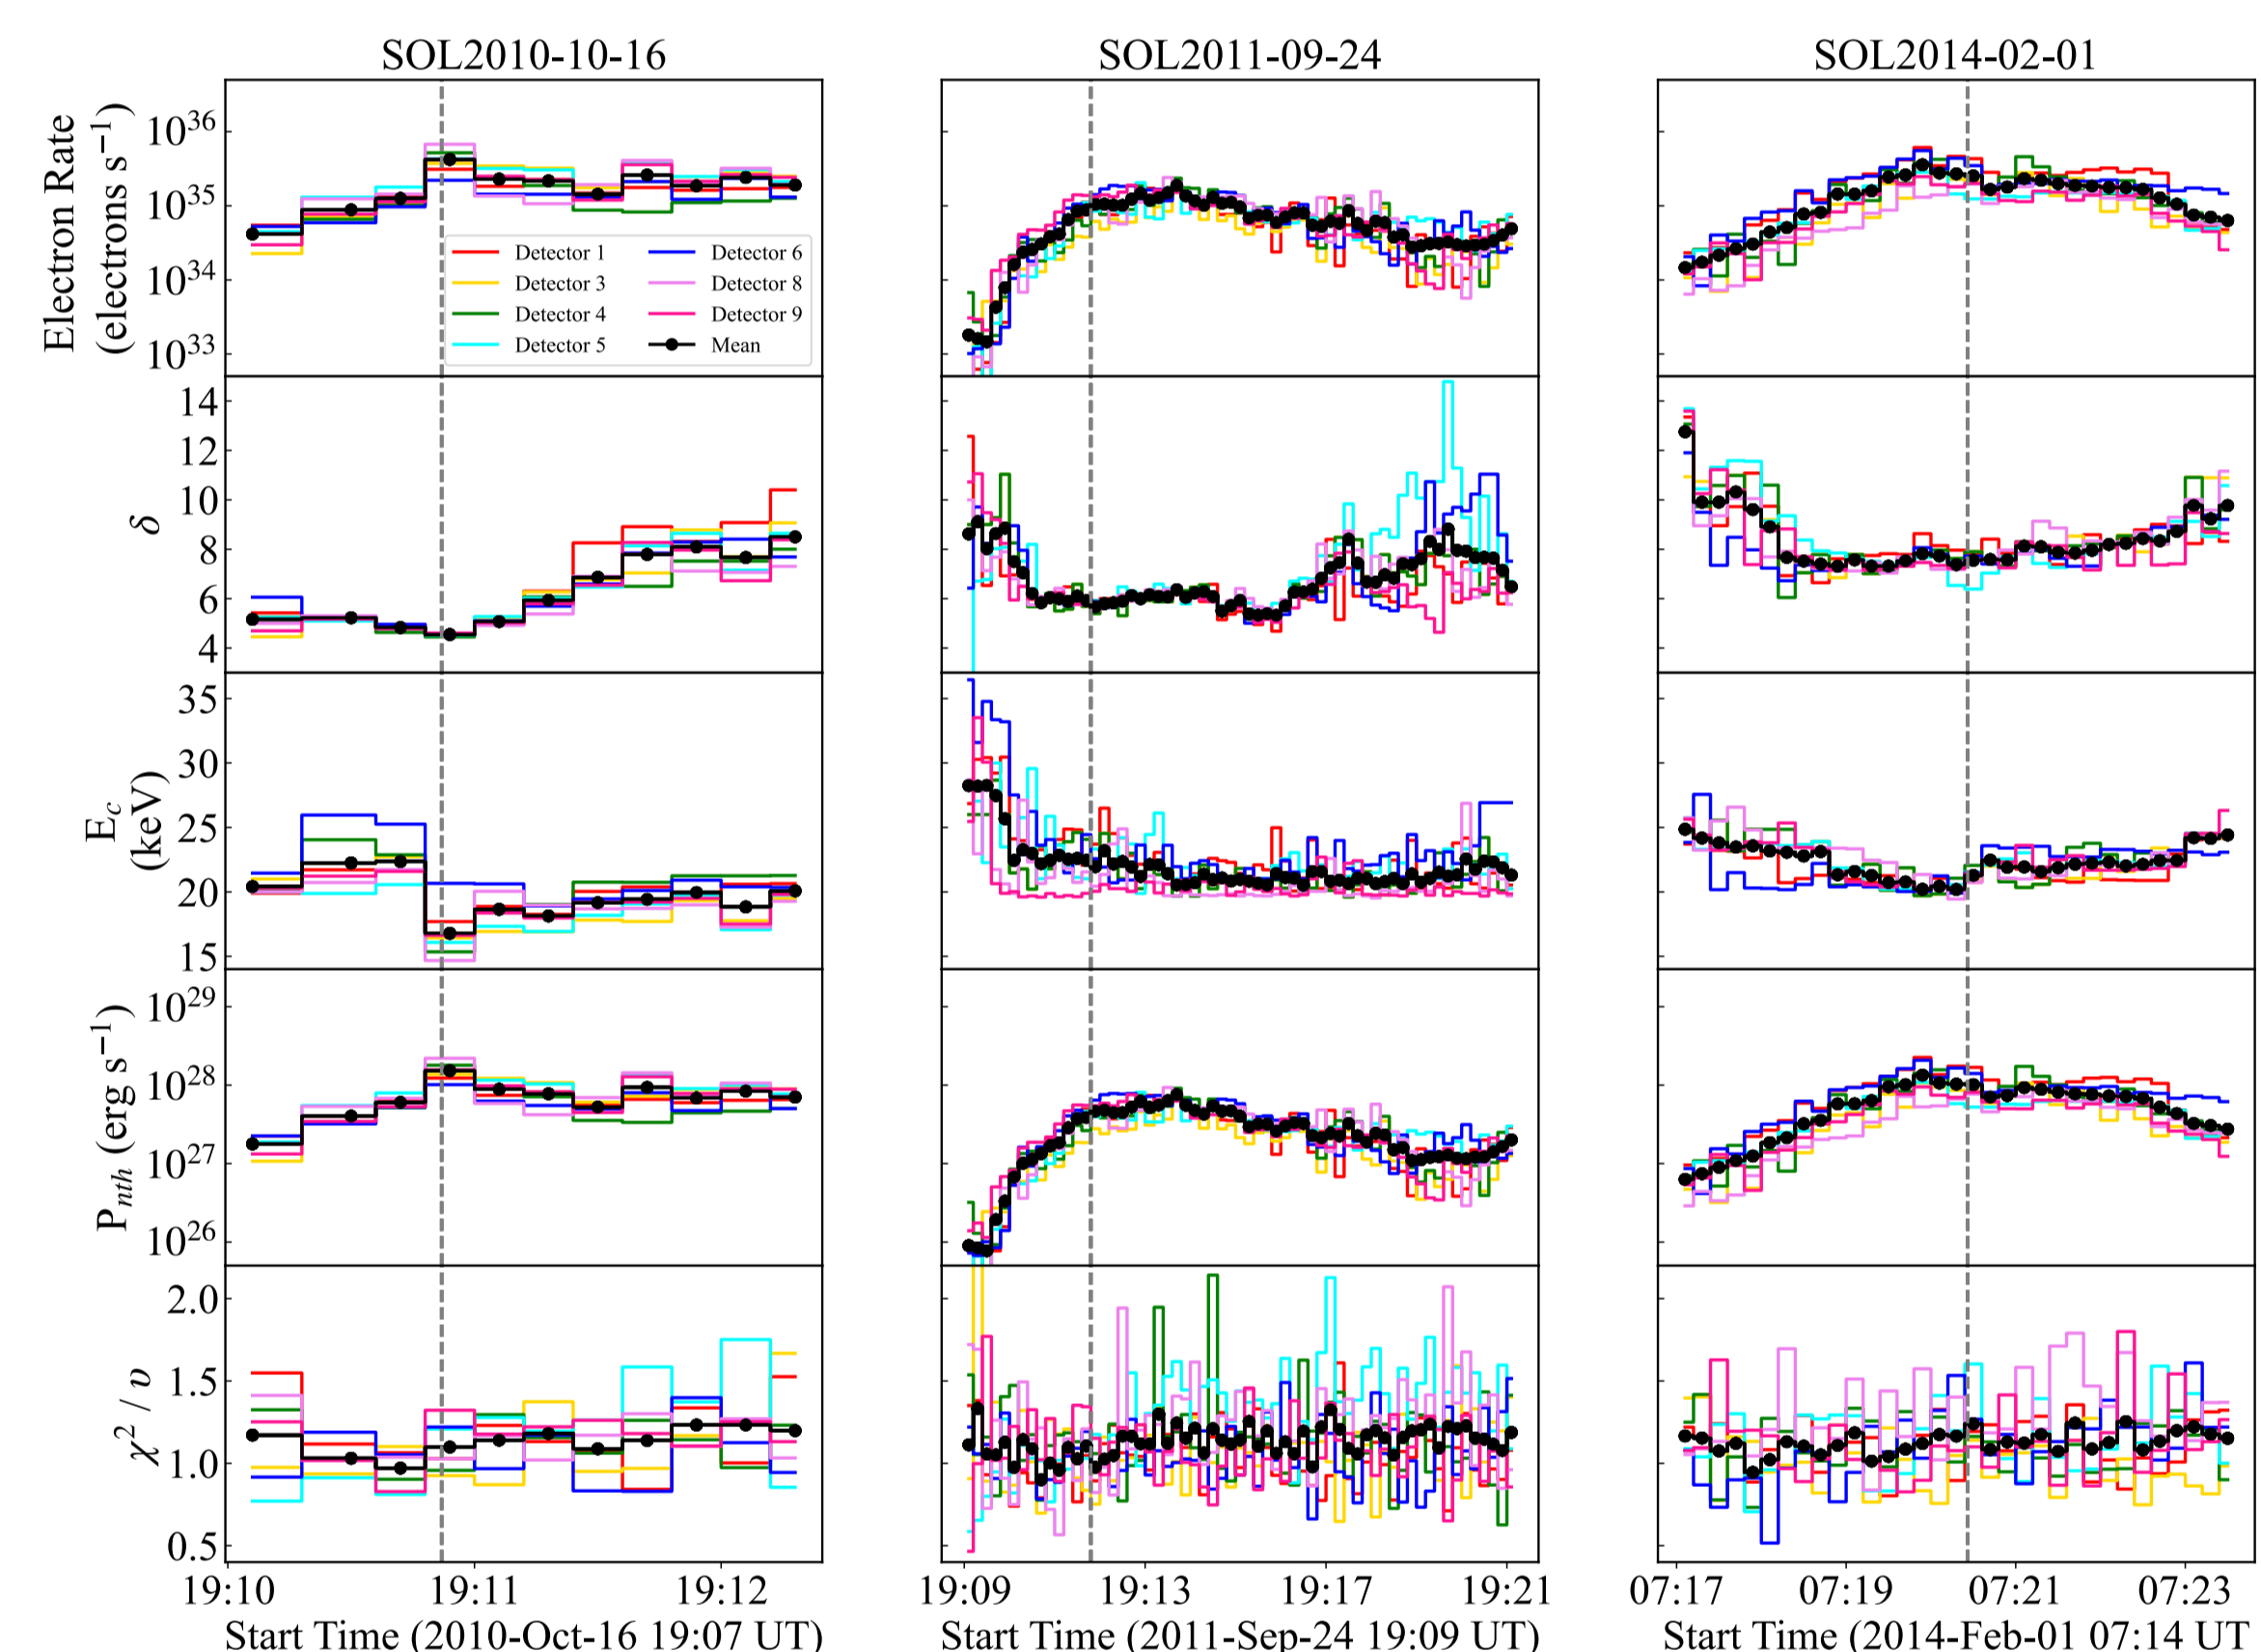 SOL2010-10-16
SOL2011-09-24
SOL2014-02-01
Electron Rate
(electrons s⁻¹)
10³⁶
10³⁵
10³⁴
10³³
Detector 1
Detector 3
Detector 4
Detector 5
Detector 6
Detector 8
Detector 9
Mean
δ
14
12
10
8
6
4
E_c
(keV)
35
30
25
20
15
P_nth (erg s⁻¹)
10²⁹
10²⁸
10²⁷
10²⁶
χ² / ν
2.0
1.5
1.0
0.5
19:10 19:11 19:12
Start Time (2010-Oct-16 19:07 UT)
19:09 19:13 19:17 19:21
Start Time (2011-Sep-24 19:09 UT)
07:17 07:19 07:21 07:23
Start Time (2014-Feb-01 07:14 UT